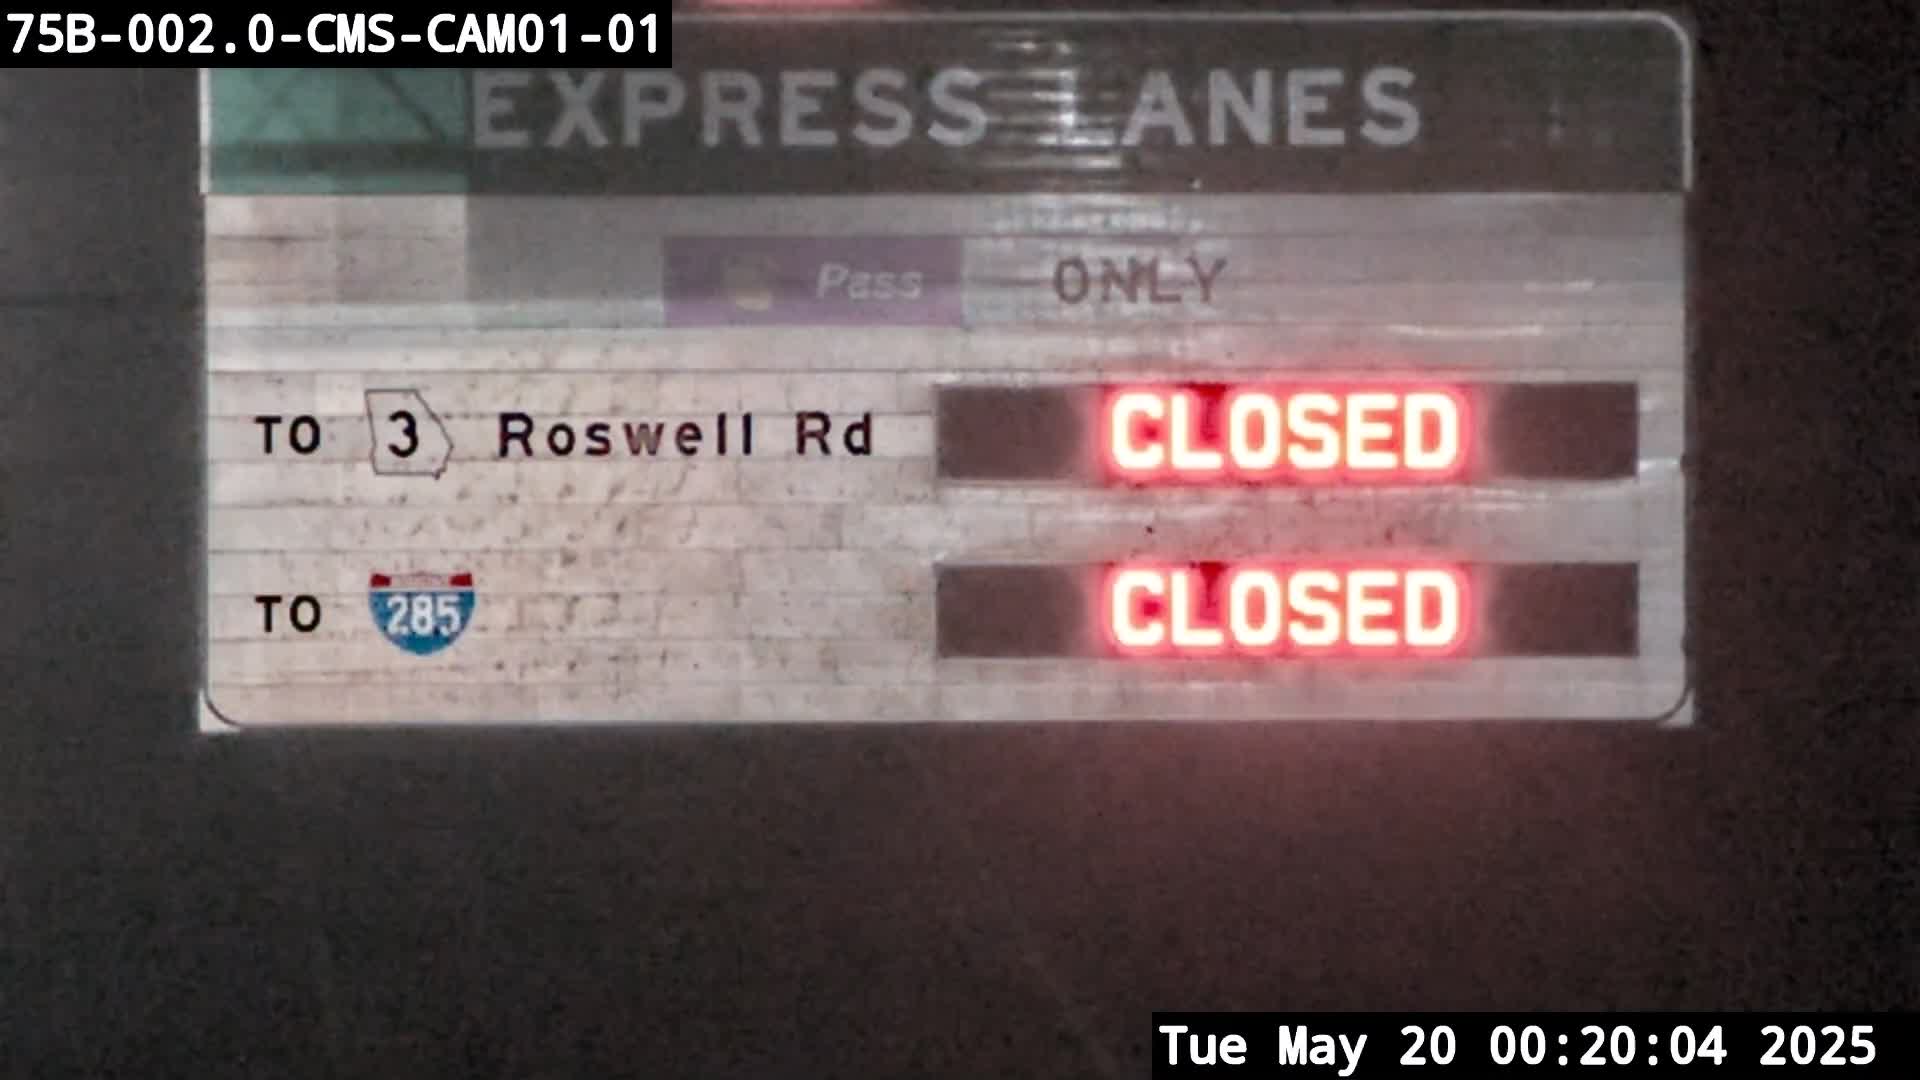 75B-002.0-CMS-CAM01-01
EXPRESS LANES
Pass ONLY
TO 3 Roswell Rd CLOSED
TO 285 CLOSED
Tue May 20 00:20:04 2025